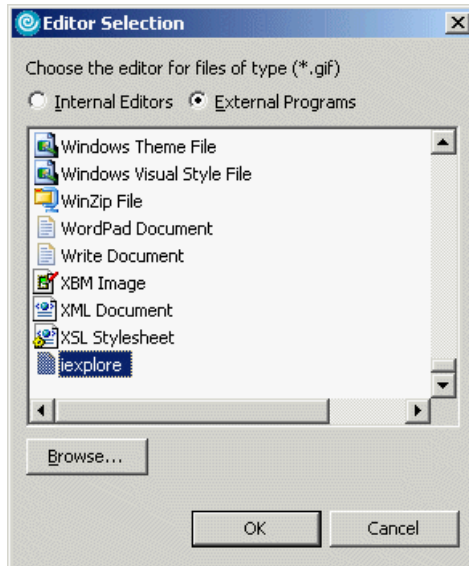 Editor Selection
Choose the editor for files of type (*.gif)
Internal Editors External Programs
Windows Theme File
Windows Visual Style File
WinZip File
WordPad Document
Write Document
XBM Image
XML Document
XSL Stylesheet
iexplore
Browse...
OK Cancel